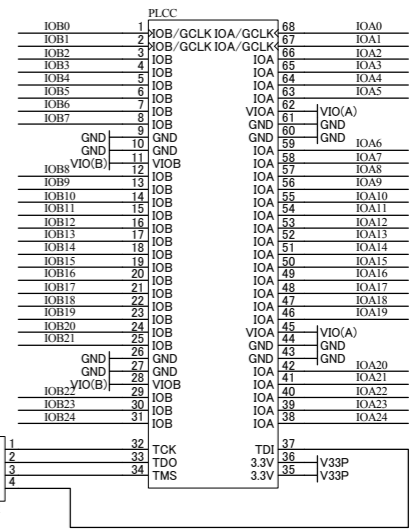 PLCC
IOB0 1 IOB/GCLK IOA/GCLK 68 IOA0
IOB1 2 IOB/GCLK IOA/GCLK 67 IOA1
IOB2 3 IOB IOA 66 IOA2
IOB3 4 IOB IOA 65 IOA3
IOB4 5 IOB IOA 64 IOA4
IOB5 6 IOB IOA 63 IOA5
IOB6 7 IOB VIOA 62 VIO(A)
IOB7 8 IOB GND 61 GND
GND 9 GND GND 60 GND
GND 10 GND IOA 59 IOA6
VIO(B) 11 VIOB IOA 58 IOA7
IOB8 12 IOB IOA 57 IOA8
IOB9 13 IOB IOA 56 IOA9
IOB10 14 IOB IOA 55 IOA10
IOB11 15 IOB IOA 54 IOA11
IOB12 16 IOB IOA 53 IOA12
IOB13 17 IOB IOA 52 IOA13
IOB14 18 IOB IOA 51 IOA14
IOB15 19 IOB IOA 50 IOA15
IOB16 20 IOB IOA 49 IOA16
IOB17 21 IOB IOA 48 IOA17
IOB18 22 IOB IOA 47 IOA18
IOB19 23 IOB IOA 46 IOA19
IOB20 24 IOB VIOA 45 VIO(A)
IOB21 25 IOB GND 44 GND
GND 26 GND GND 43 GND
GND 27 GND IOA 42 IOA20
VIO(B) 28 VIOB IOA 41 IOA21
IOB22 29 IOB IOA 40 IOA22
IOB23 30 IOB IOA 39 IOA23
IOB24 31 IOB IOA 38 IOA24
1 32 TCK TDI 37
2 33 TDO 3.3V 36 V33P
3 34 TMS 3.3V 35 V33P
4